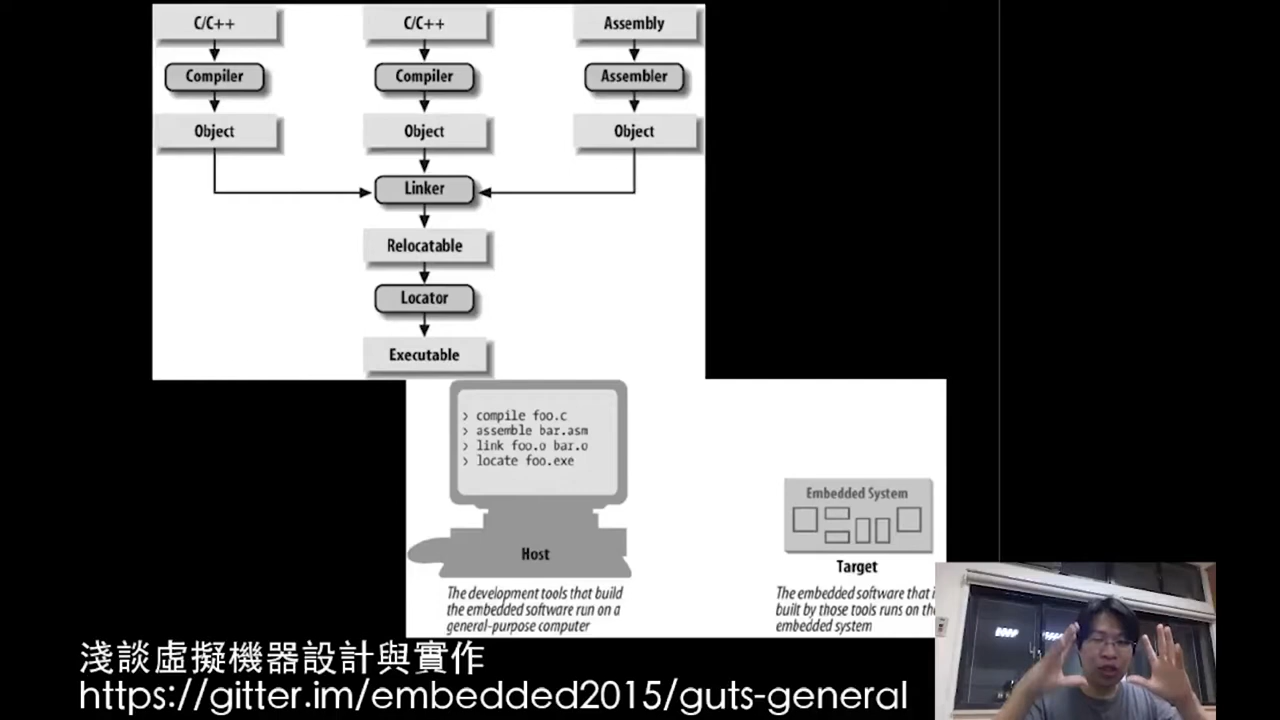 C/C++ C/C++ Assembly
Compiler Compiler Assembler
Object Object Object
Linker
Relocatable
Locator
Executable
> compile foo.c
> assemble bar.asm
> link foo.o bar.o
> locate foo.exe
Host
The development tools that build
the embedded software run on a
general-purpose computer
Embedded System
Target
The embedded software that
built by those tools runs on the
embedded system
淺談虛擬機器設計與實作
https://gitter.im/embedded2015/guts-general